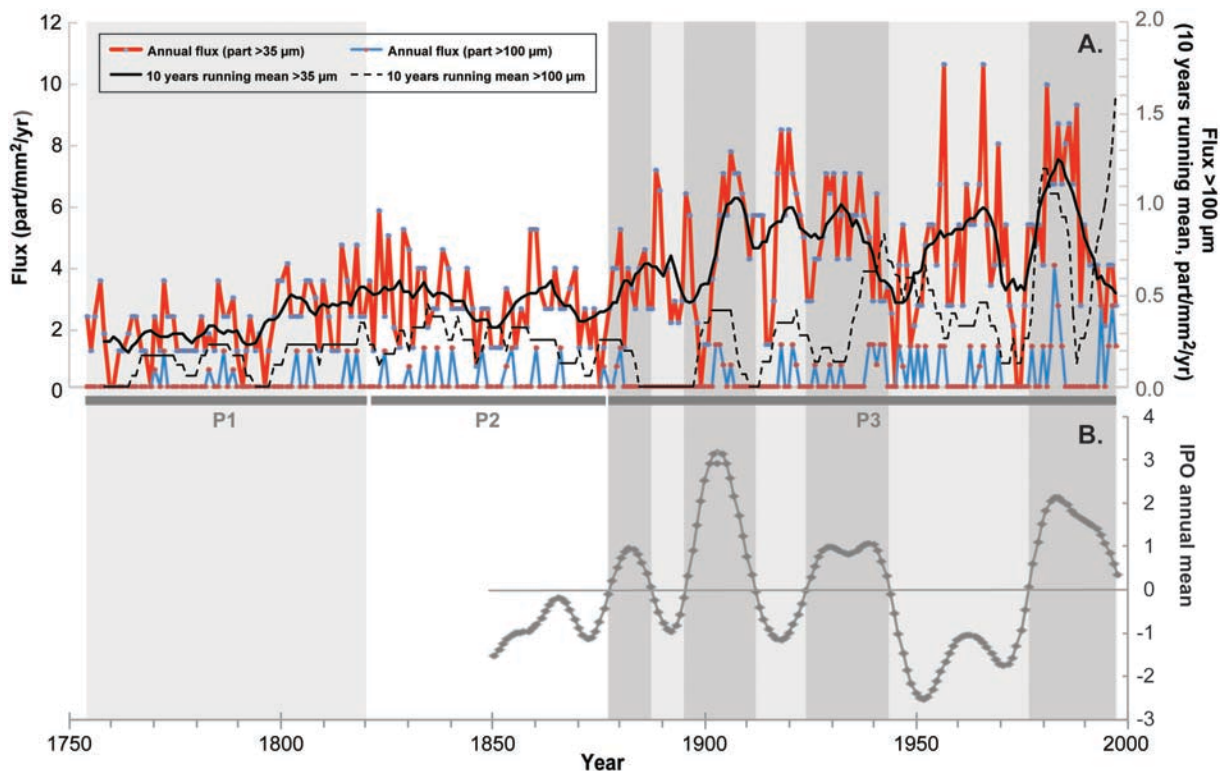 A.
Annual flux (part >35 µm) Annual flux (part >100 µm)
10 years running mean >35 µm 10 years running mean >100 µm
Flux (part/mm²/yr)
12
10
8
6
4
2
0
2.0
1.5
1.0
0.5
0.0
Flux >100 µm
(10 years running mean, part/mm²/yr)
P1 P2 P3
B.
4
3
2
1
0
-1
-2
-3
IPO annual mean
1750 1800 1850 1900 1950 2000
Year